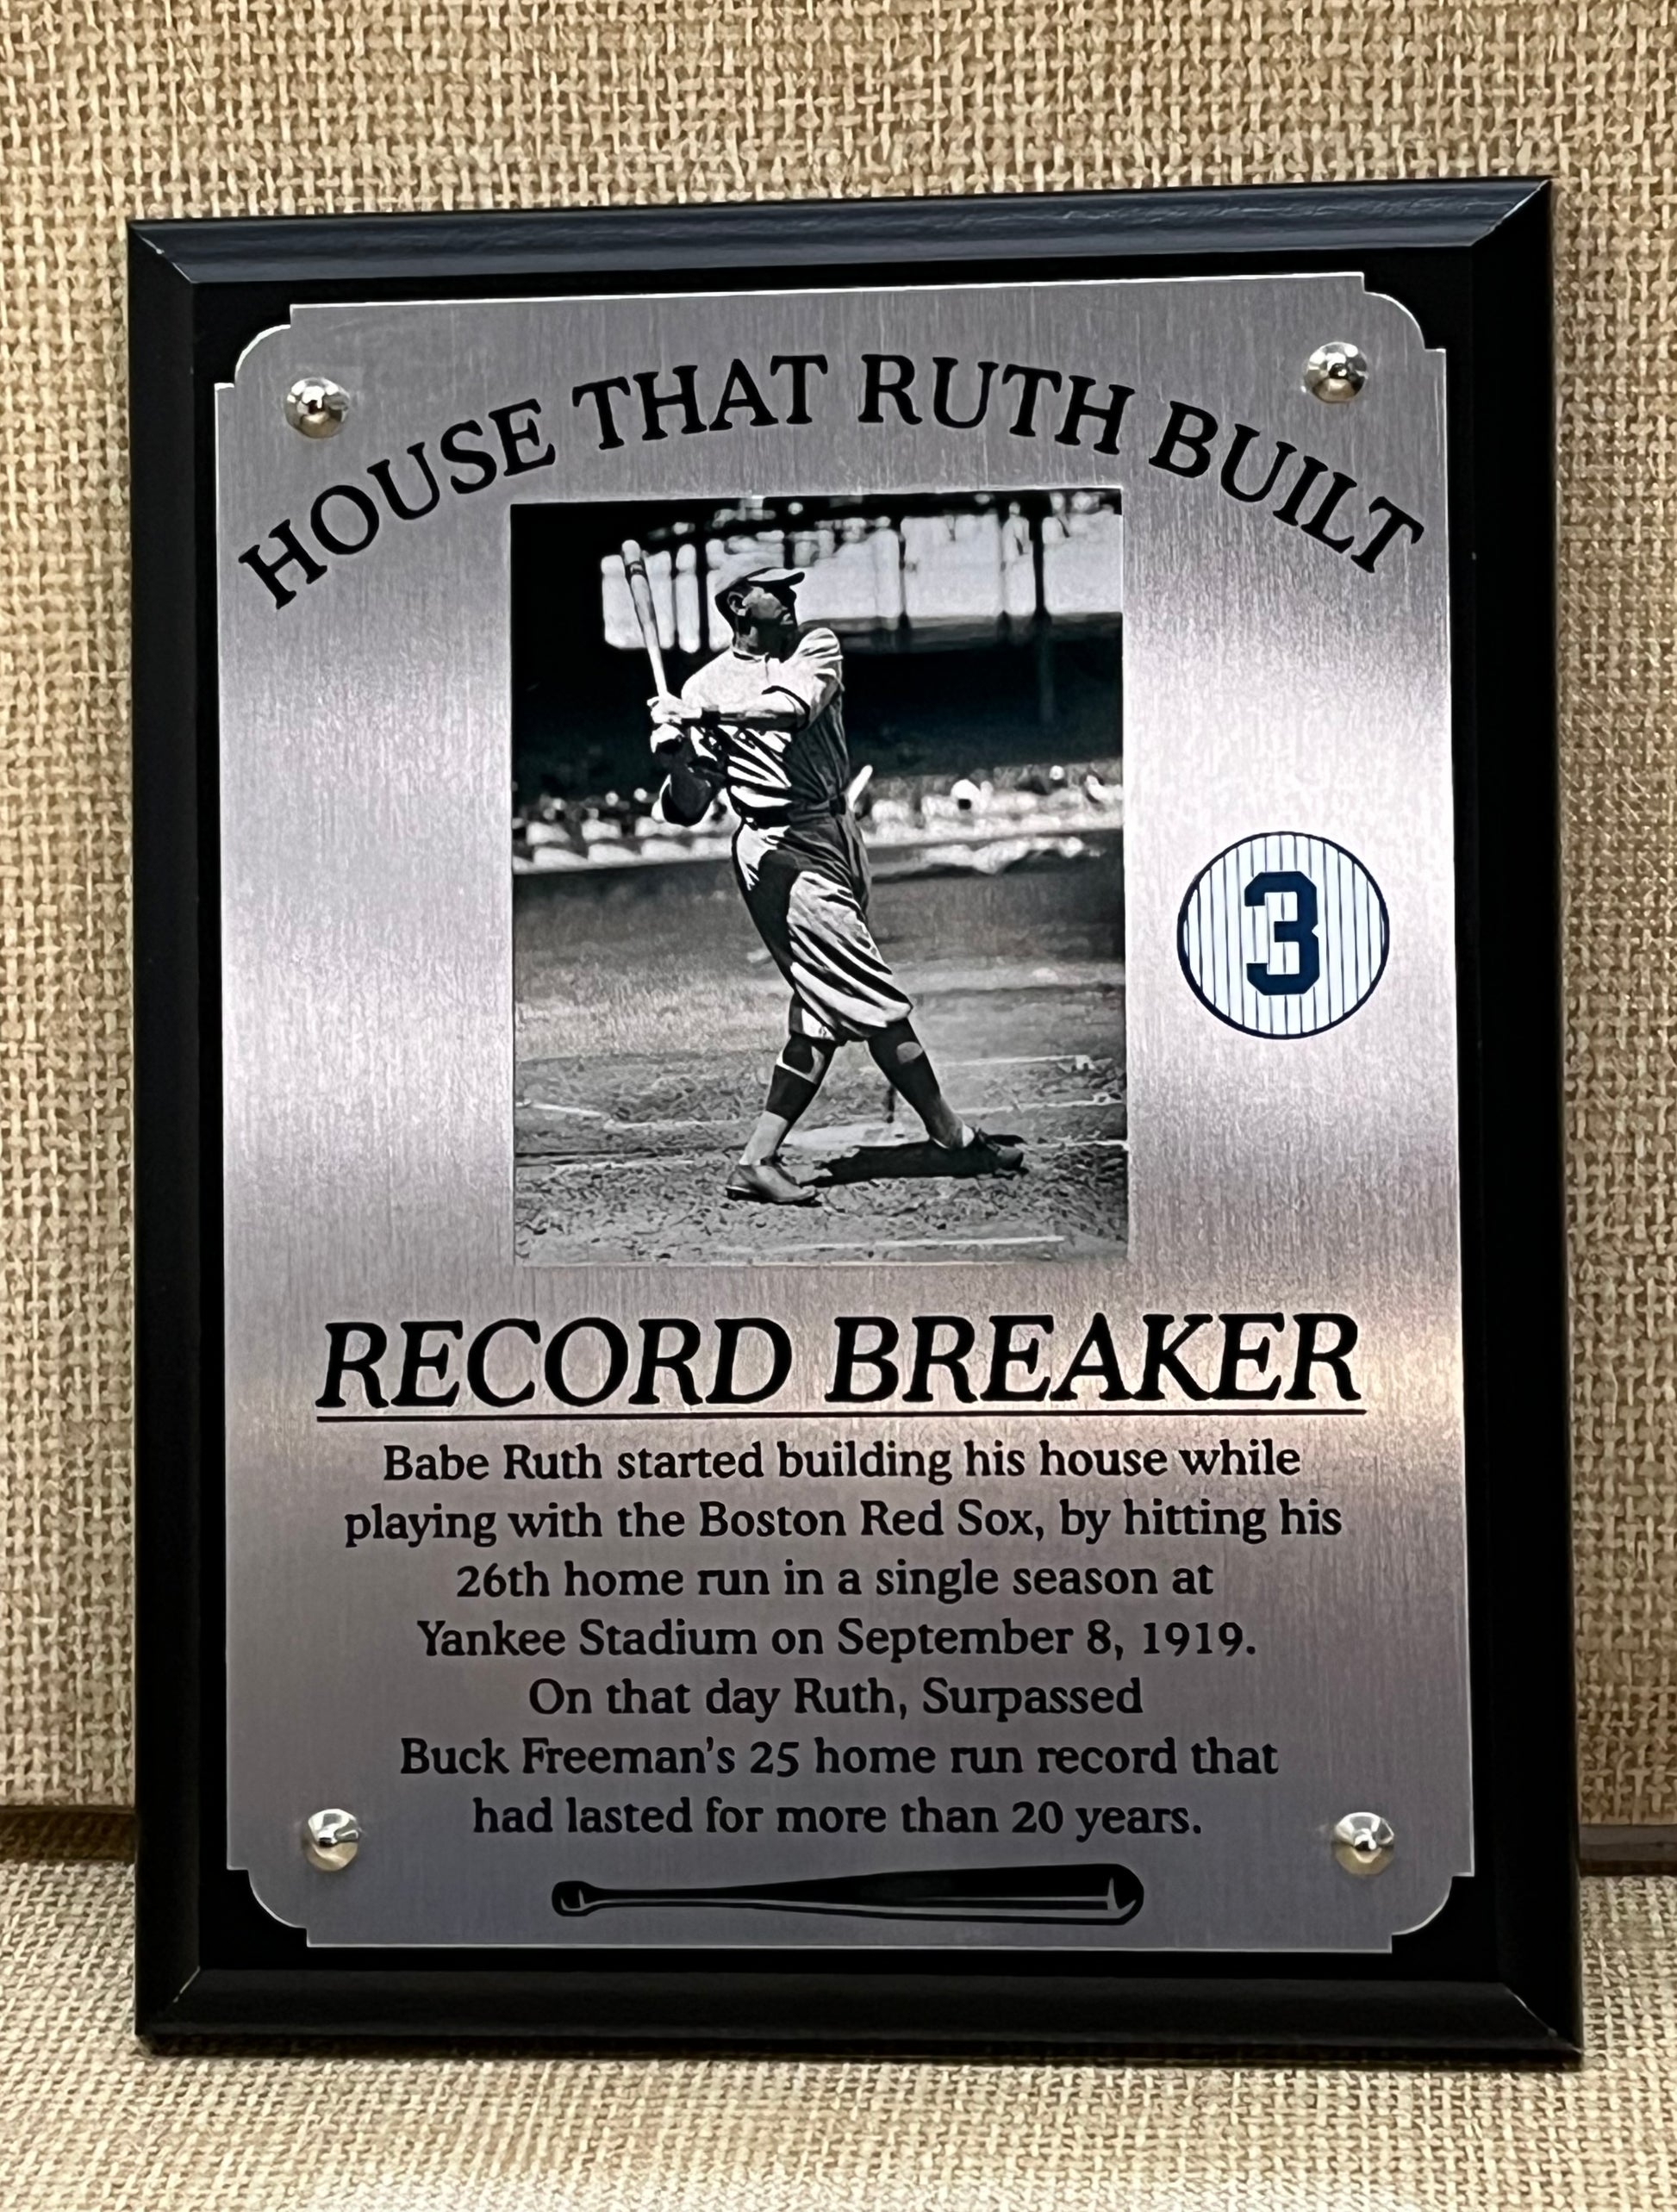 HOUSE THAT RUTH BUILT
3
RECORD BREAKER
Babe Ruth started building his house while
playing with the Boston Red Sox, by hitting his
26th home run in a single season at
Yankee Stadium on September 8, 1919.
On that day Ruth, Surpassed
Buck Freeman's 25 home run record that
had lasted for more than 20 years.